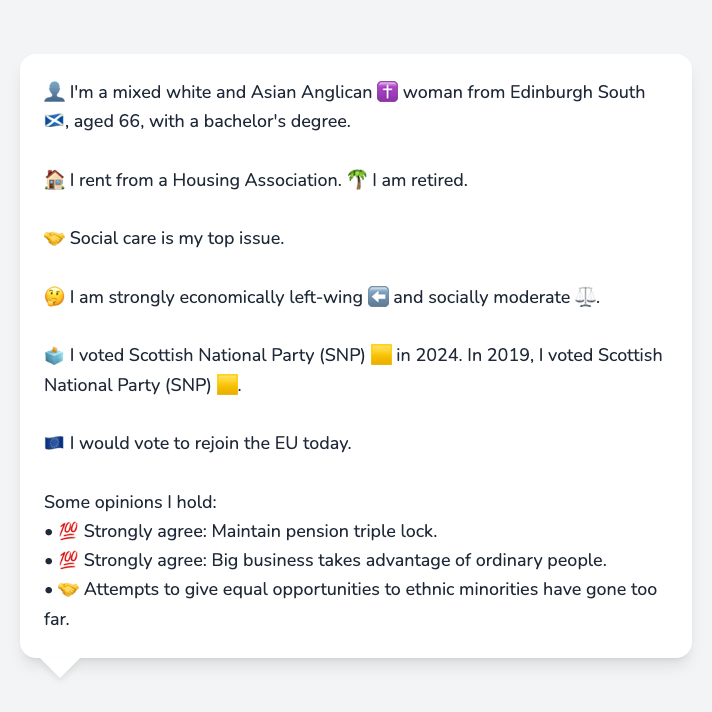 👤 I'm a mixed white and Asian Anglican ✝️ woman from Edinburgh South
🏴󠁧󠁢󠁳󠁣󠁴󠁿, aged 66, with a bachelor's degree.
🏠 I rent from a Housing Association. 🌴 I am retired.
🤝 Social care is my top issue.
🤔 I am strongly economically left-wing ⬅️ and socially moderate ⚖️.
🗳️ I voted Scottish National Party (SNP) 🟨 in 2024. In 2019, I voted Scottish
National Party (SNP) 🟨.
🇪🇺 I would vote to rejoin the EU today.
Some opinions I hold:
• 💯 Strongly agree: Maintain pension triple lock.
• 💯 Strongly agree: Big business takes advantage of ordinary people.
• 🤝 Attempts to give equal opportunities to ethnic minorities have gone too
far.